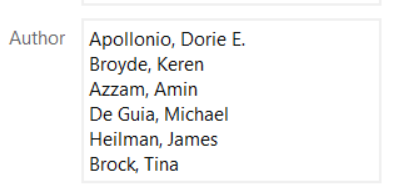 Author
Apollonio, Dorie E.
Broyde, Keren
Azzam, Amin
De Guia, Michael
Heilman, James
Brock, Tina